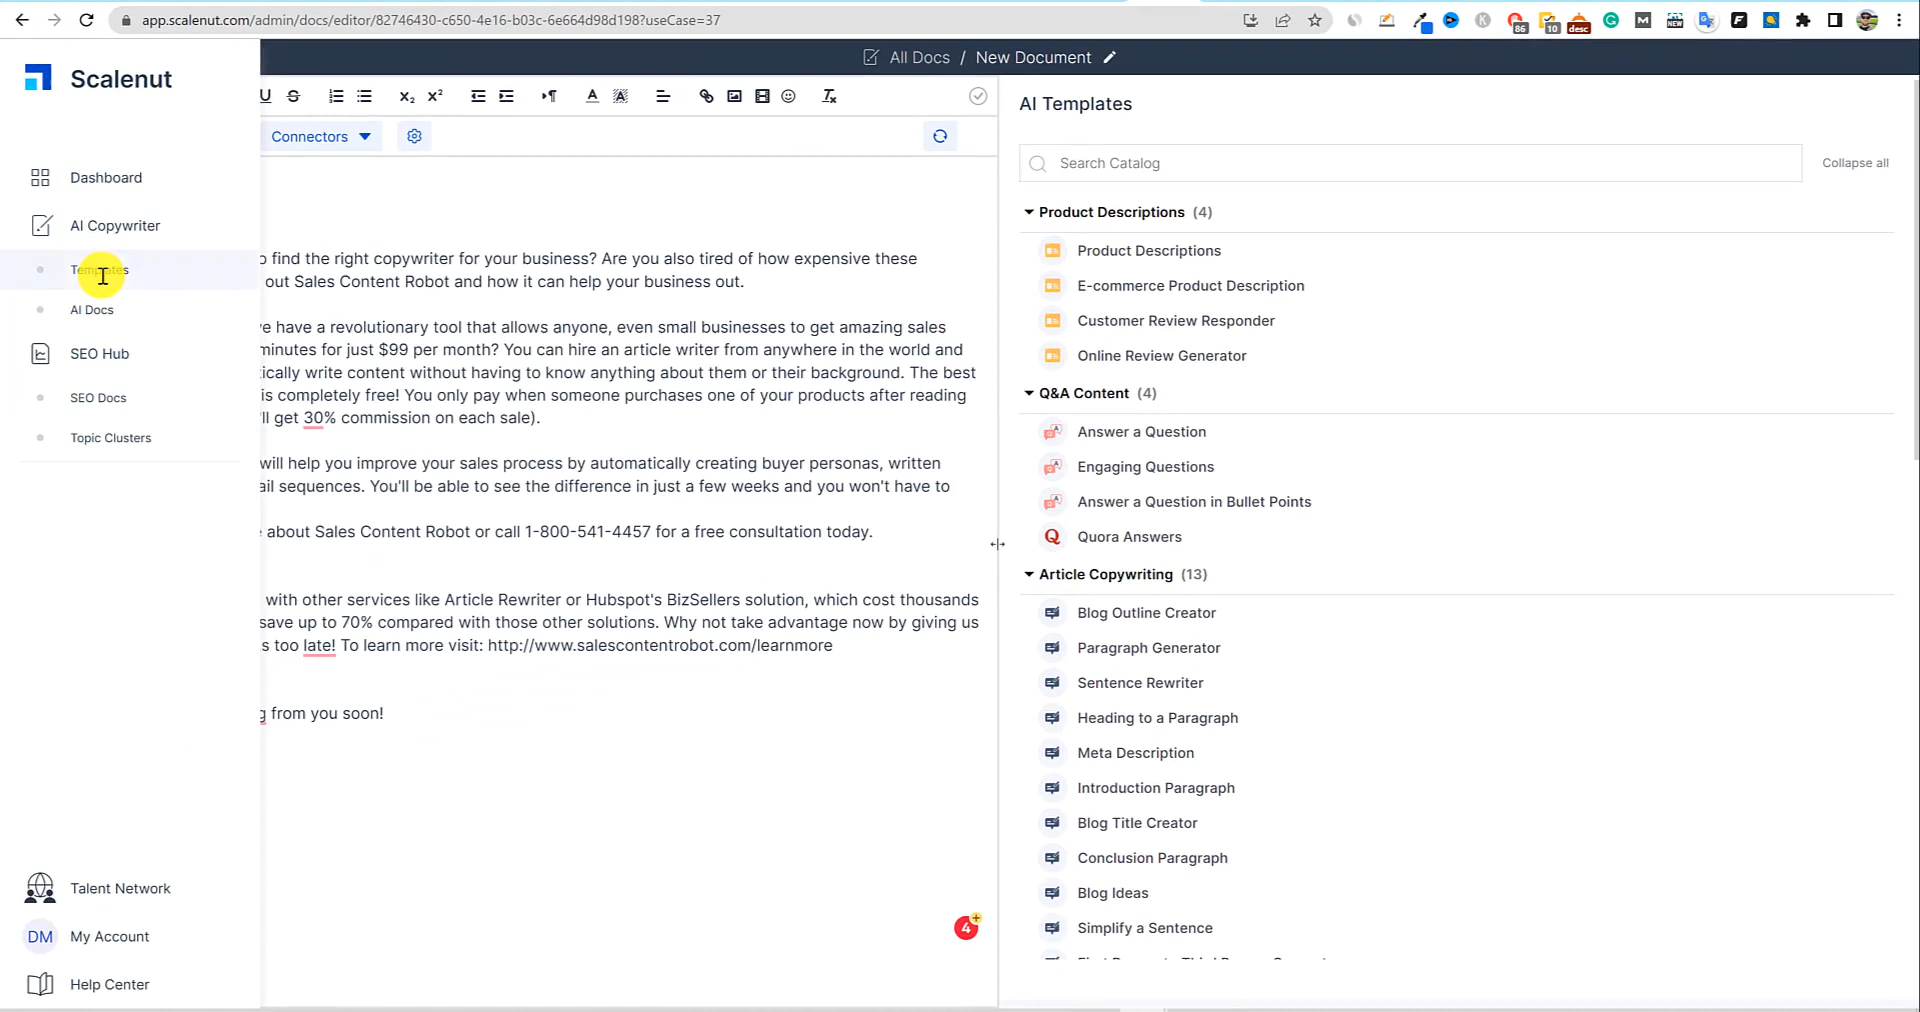 app.scalenut.com/admin/docs/editor/82746430-c650-4e16-b03c-6e664d98d198?useCase=37
86
10
desc
NEW
Scalenut
All Docs / New Document
Connectors
Dashboard
AI Copywriter
Templates
AI Docs
SEO Hub
SEO Docs
Topic Clusters
Talent Network
DM My Account
Help Center
o find the right copywriter for your business? Are you also tired of how expensive these
out Sales Content Robot and how it can help your business out.
e have a revolutionary tool that allows anyone, even small businesses to get amazing sales
minutes for just $99 per month? You can hire an article writer from anywhere in the world and
tically write content without having to know anything about them or their background. The best
is completely free! You only pay when someone purchases one of your products after reading
'll get 30% commission on each sale).
will help you improve your sales process by automatically creating buyer personas, written
ail sequences. You'll be able to see the difference in just a few weeks and you won't have to
about Sales Content Robot or call 1-800-541-4457 for a free consultation today.
with other services like Article Rewriter or Hubspot's BizSellers solution, which cost thousands
save up to 70% compared with those other solutions. Why not take advantage now by giving us
s too late! To learn more visit: http://www.salescontentrobot.com/learnmore
g from you soon!
4
AI Templates
Search Catalog
Collapse all
Product Descriptions (4)
Product Descriptions
E-commerce Product Description
Customer Review Responder
Online Review Generator
Q&A Content (4)
Answer a Question
Engaging Questions
Answer a Question in Bullet Points
Quora Answers
Article Copywriting (13)
Blog Outline Creator
Paragraph Generator
Sentence Rewriter
Heading to a Paragraph
Meta Description
Introduction Paragraph
Blog Title Creator
Conclusion Paragraph
Blog Ideas
Simplify a Sentence